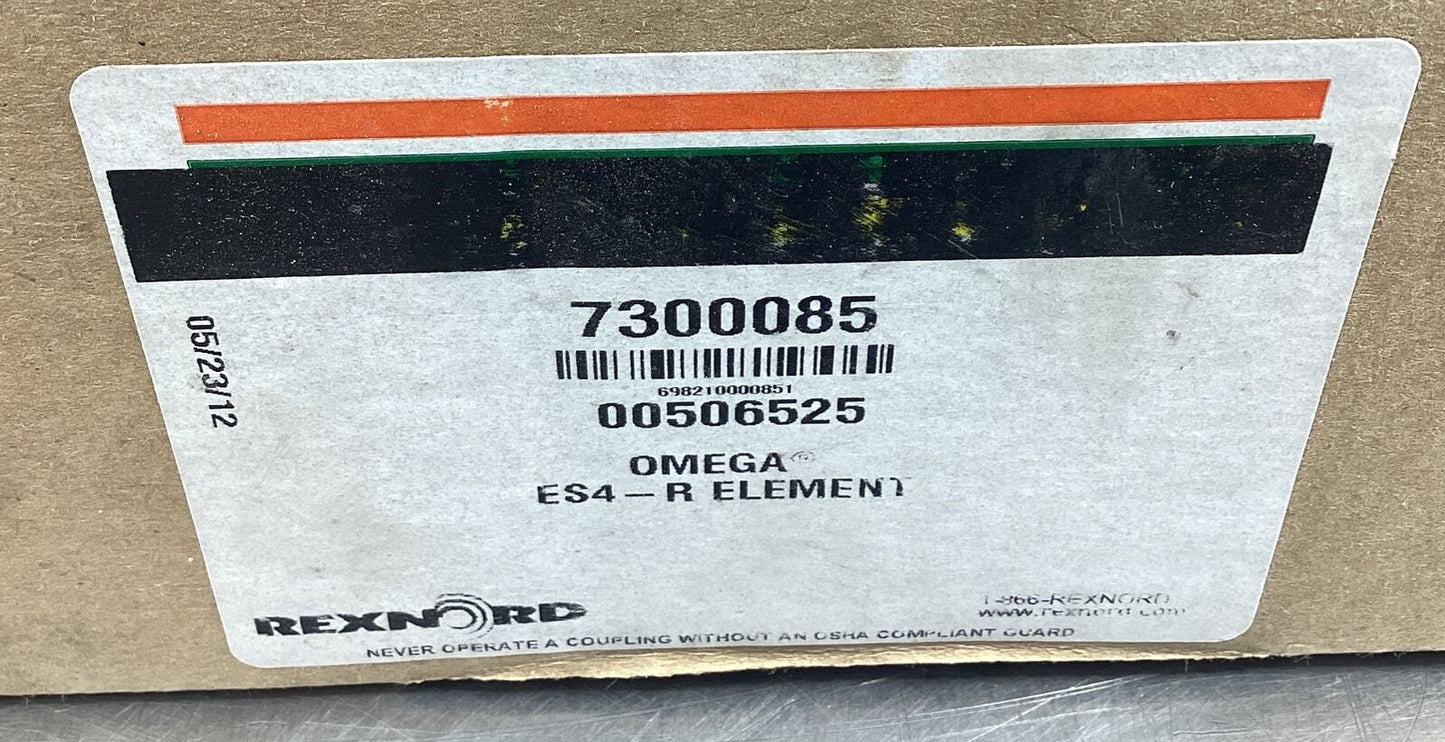 05/23/12
7300085
698210000851
00506525
OMEGA®
ES4-R ELEMENT
REXNORD
1-866-REXNORD
www.rexnord.com
NEVER OPERATE A COUPLING WITHOUT AN OSHA COMPLIANT GUARD